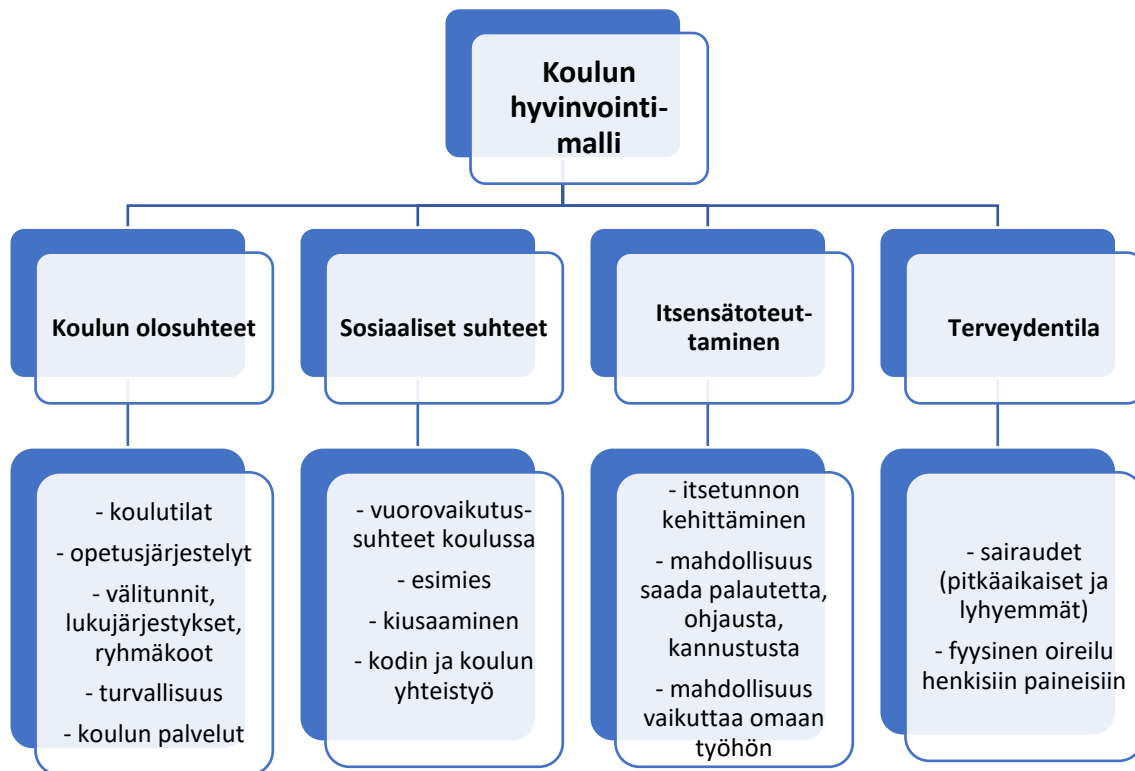 Koulun
hyvinvointi-
malli
Koulun olosuhteet
Sosiaaliset suhteet
Itsensätoteut-
taminen
Terveydentila
- koulutilat
- opetusjärjestelyt
- välitunnit,
lukujärjestykset,
ryhmäkoot
- turvallisuus
- koulun palvelut
- vuorovaikutus-
suhteet koulussa
- esimies
- kiusaaminen
- kodin ja koulun
yhteistyö
- itsetunnon
kehittäminen
- mahdollisuus
saada palautetta,
ohjausta,
kannustusta
- mahdollisuus
vaikuttaa omaan
työhön
- sairaudet
(pitkäaikaiset ja
lyhyemmät)
- fyysinen oireilu
henkisiin paineisiin